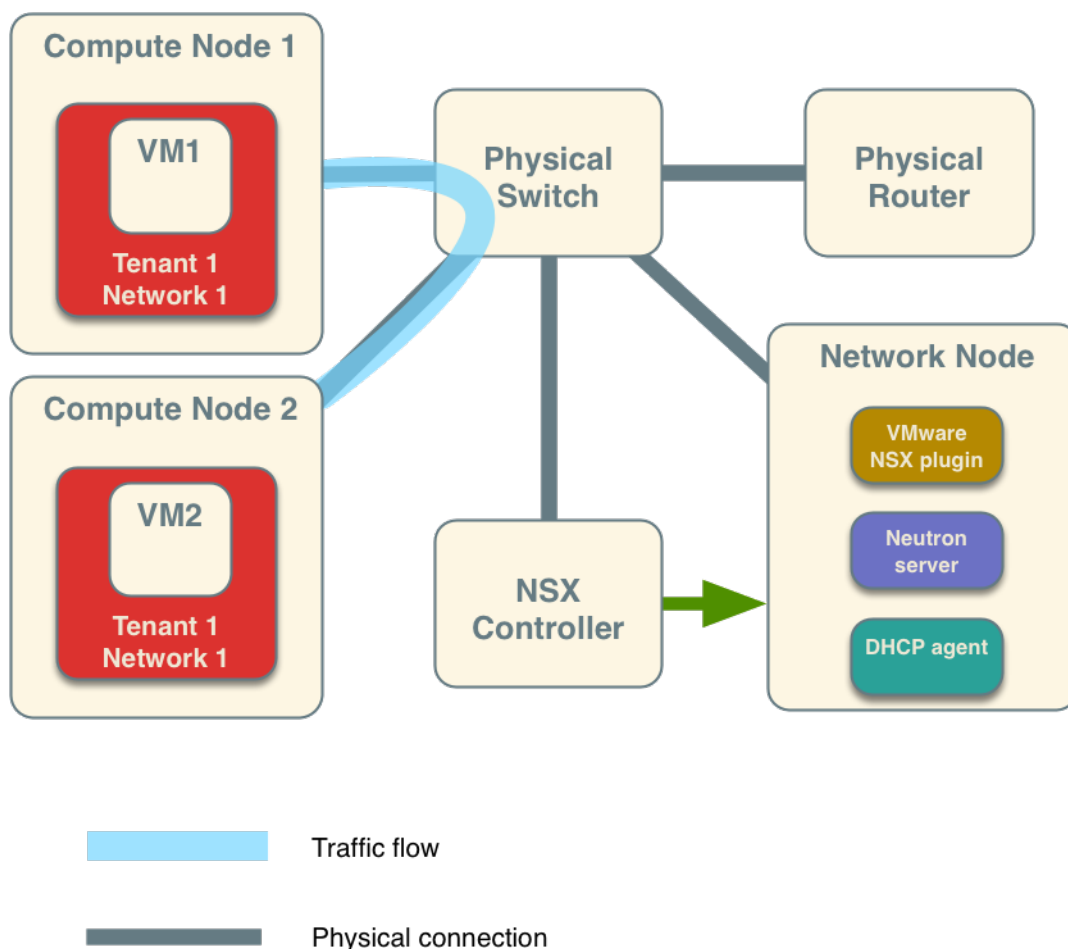 Compute Node 1
VM1
Tenant 1
Network 1
Physical
Switch
Physical
Router
Compute Node 2
VM2
Tenant 1
Network 1
NSX
Controller
Network Node
VMware
NSX plugin
Neutron
server
DHCP agent
Traffic flow
Physical connection